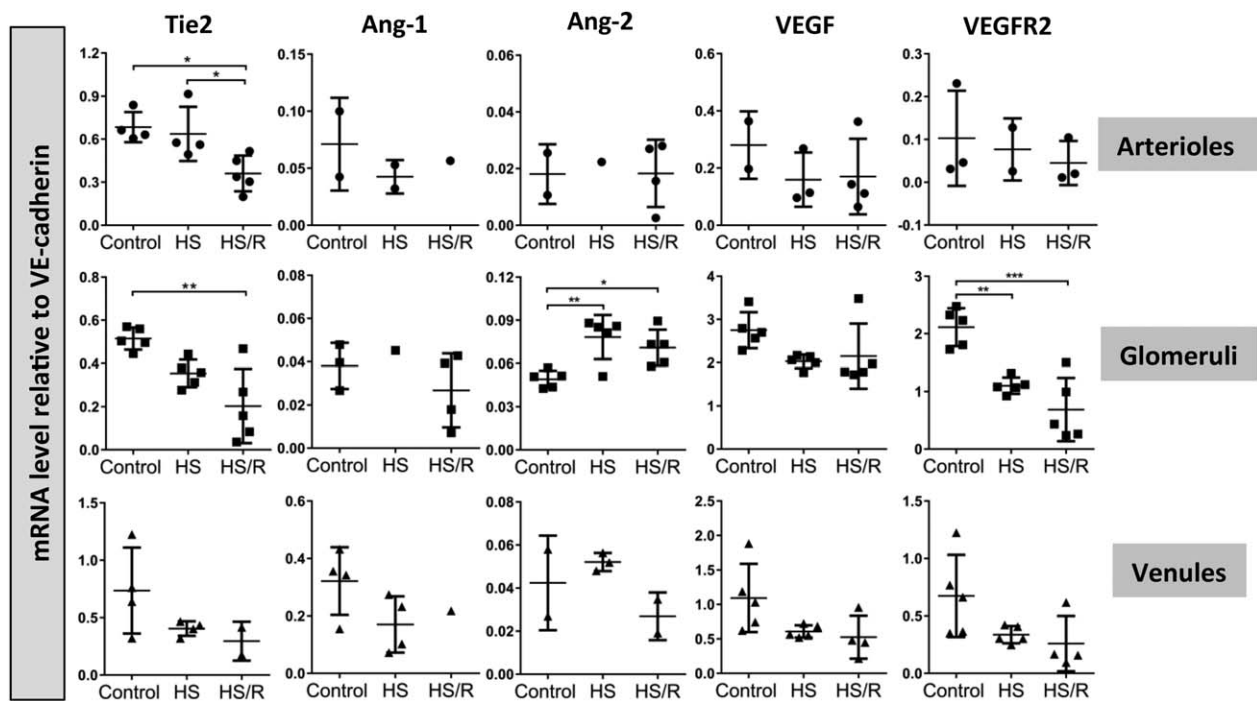 Tie2 Ang-1 Ang-2 VEGF VEGFR2
mRNA level relative to VE-cadherin
1.2 0.9 0.6 0.3 0.0 * * Control HS HS/R
0.15 0.10 0.05 0.00 Control HS HS/R
0.06 0.04 0.02 0.00 Control HS HS/R
0.6 0.4 0.2 0.0 Control HS HS/R
0.3 0.2 0.1 0.0 -0.1 Control HS HS/R
Arterioles
0.8 0.6 0.4 0.2 0.0 ** Control HS HS/R
0.08 0.06 0.04 0.02 0.00 Control HS HS/R
0.12 0.09 0.06 0.03 0.00 ** * Control HS HS/R
4 3 2 1 0 Control HS HS/R
3 2 1 0 ** *** Control HS HS/R
Glomeruli
1.5 1.0 0.5 0.0 Control HS HS/R
0.6 0.4 0.2 0.0 Control HS HS/R
0.08 0.06 0.04 0.02 0.00 Control HS HS/R
2.5 2.0 1.5 1.0 0.5 0.0 Control HS HS/R
1.5 1.0 0.5 0.0 Control HS HS/R
Venules